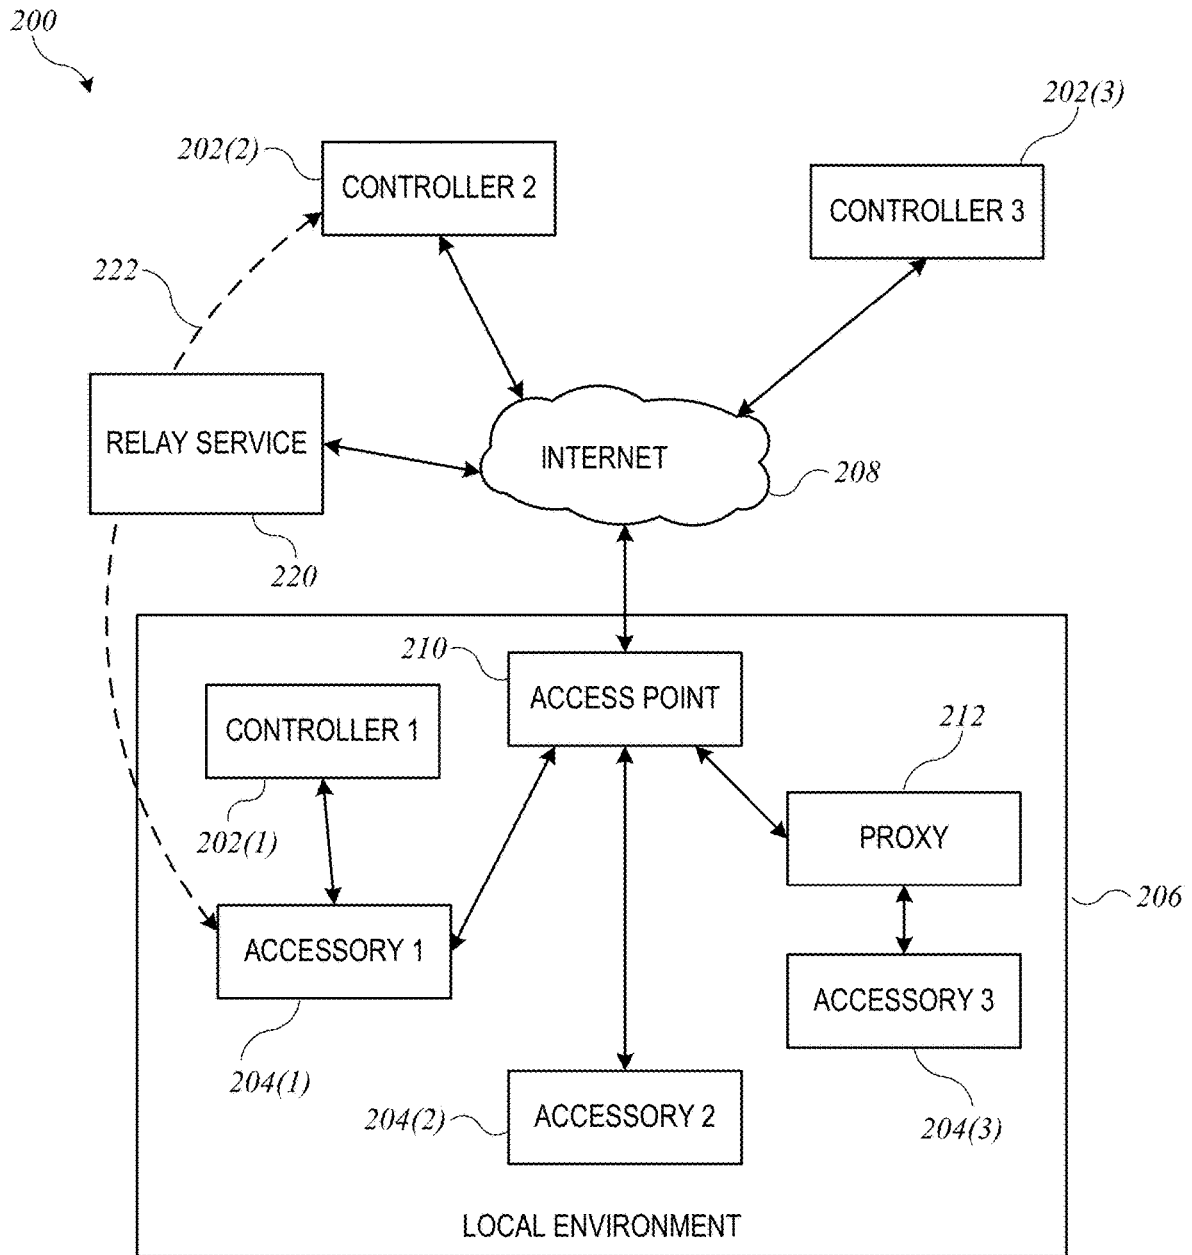 200
202(3)
202(2)
CONTROLLER 2
CONTROLLER 3
222
RELAY SERVICE
INTERNET
208
220
210
ACCESS POINT
CONTROLLER 1
212
202(1)
PROXY
206
ACCESSORY 1
ACCESSORY 3
204(1)
204(2)
ACCESSORY 2
204(3)
LOCAL ENVIRONMENT